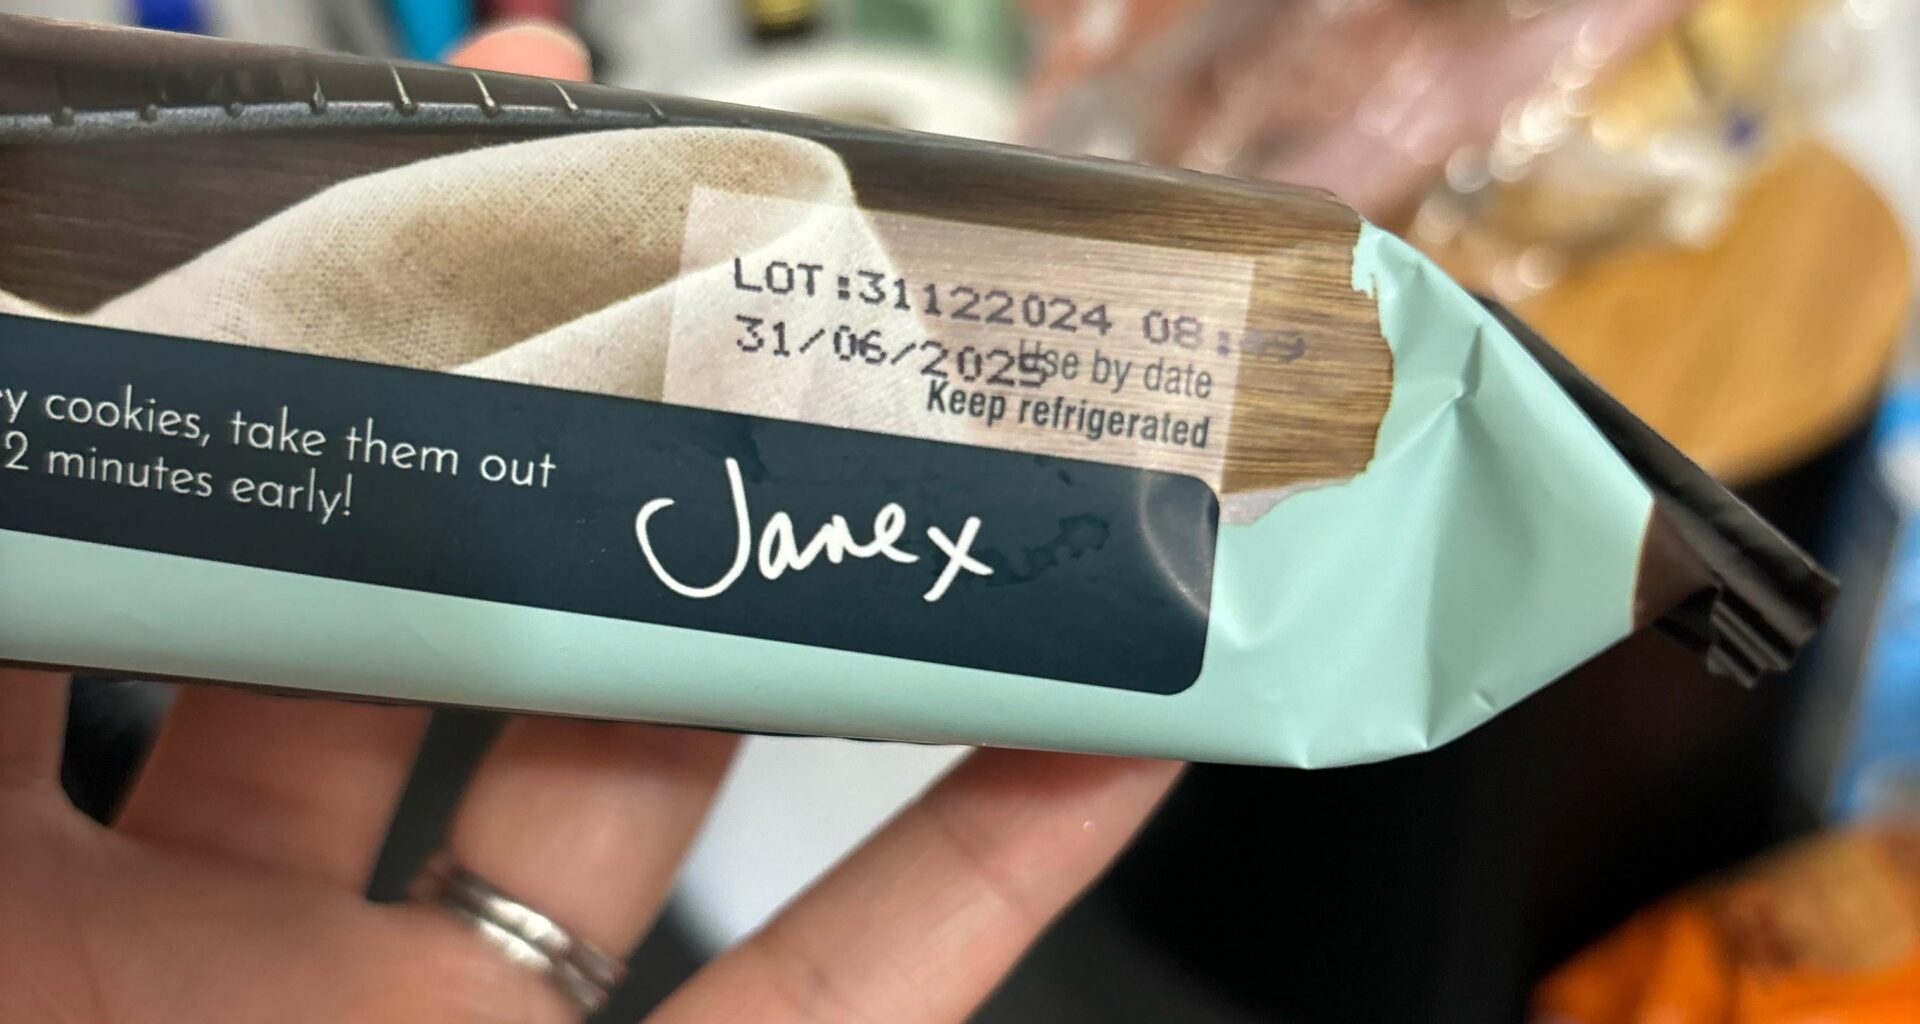 LOT:31122024 08:49
31/06/2025
Use by date
Keep refrigerated
y cookies, take them out
2 minutes early!
Jane x